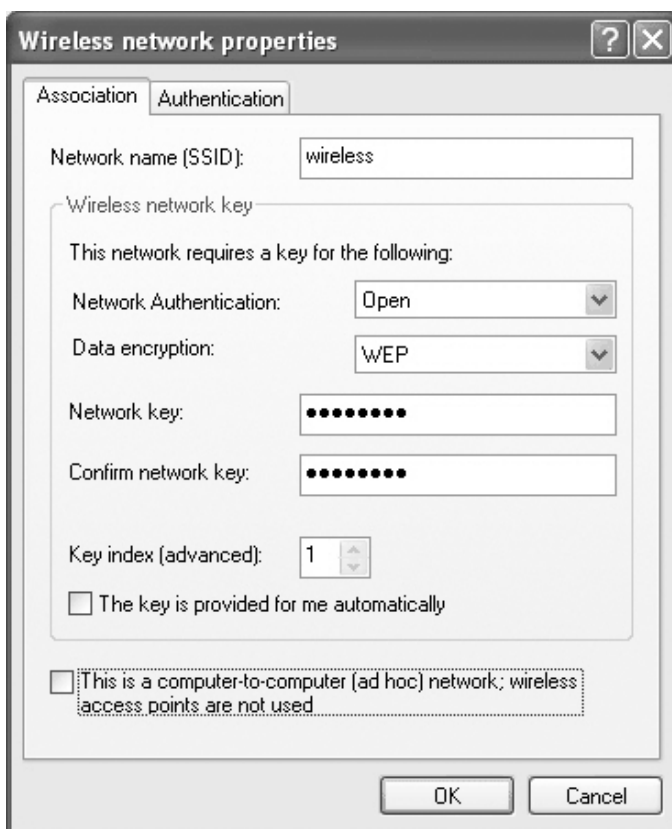 Wireless network properties
Association Authentication
Network name (SSID): wireless
Wireless network key
This network requires a key for the following:
Network Authentication: Open
Data encryption: WEP
Network key: ••••••••
Confirm network key: ••••••••
Key index (advanced): 1
The key is provided for me automatically
This is a computer-to-computer (ad hoc) network; wireless
access points are not used
OK Cancel